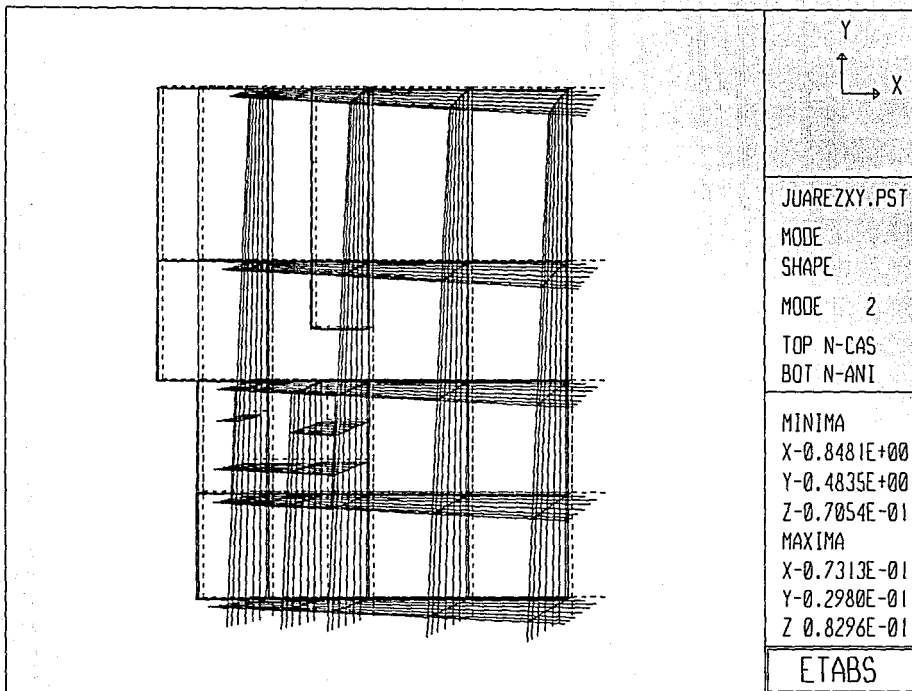 Y
X
JUAREZXY.PST
MODE
SHAPE
MODE 2
TOP N-CAS
BOT N-ANI
MINIMA
X-0.8481E+00
Y-0.4835E+00
Z-0.7054E-01
MAXIMA
X-0.7313E-01
Y-0.2980E-01
Z 0.8296E-01
ETABS